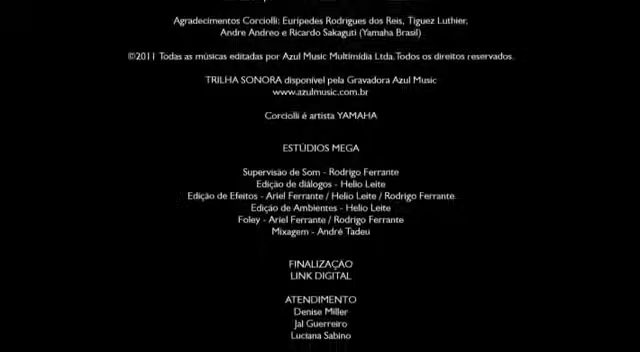 Agradecimentos Corciolli: Eurípedes Rodrigues dos Reis, Tiguez Luthier,
Andre Andreo e Ricardo Sakaguti (Yamaha Brasil)
©2011 Todas as músicas editadas por Azul Music Multimídia Ltda. Todos os direitos reservados.
TRILHA SONORA disponível pela Gravadora Azul Music
www.azulmusic.com.br
Corciolli é artista YAMAHA
ESTÚDIOS MEGA
Supervisão de Som - Rodrigo Ferrante
Edição de diálogos - Helio Leite
Edição de Efeitos - Ariel Ferrante / Helio Leite / Rodrigo Ferrante
Edição de Ambientes - Helio Leite
Foley - Ariel Ferrante / Rodrigo Ferrante
Mixagem - André Tadeu
FINALIZAÇÃO
LINK DIGITAL
ATENDIMENTO
Denise Miller
Jal Guerreiro
Luciana Sabino